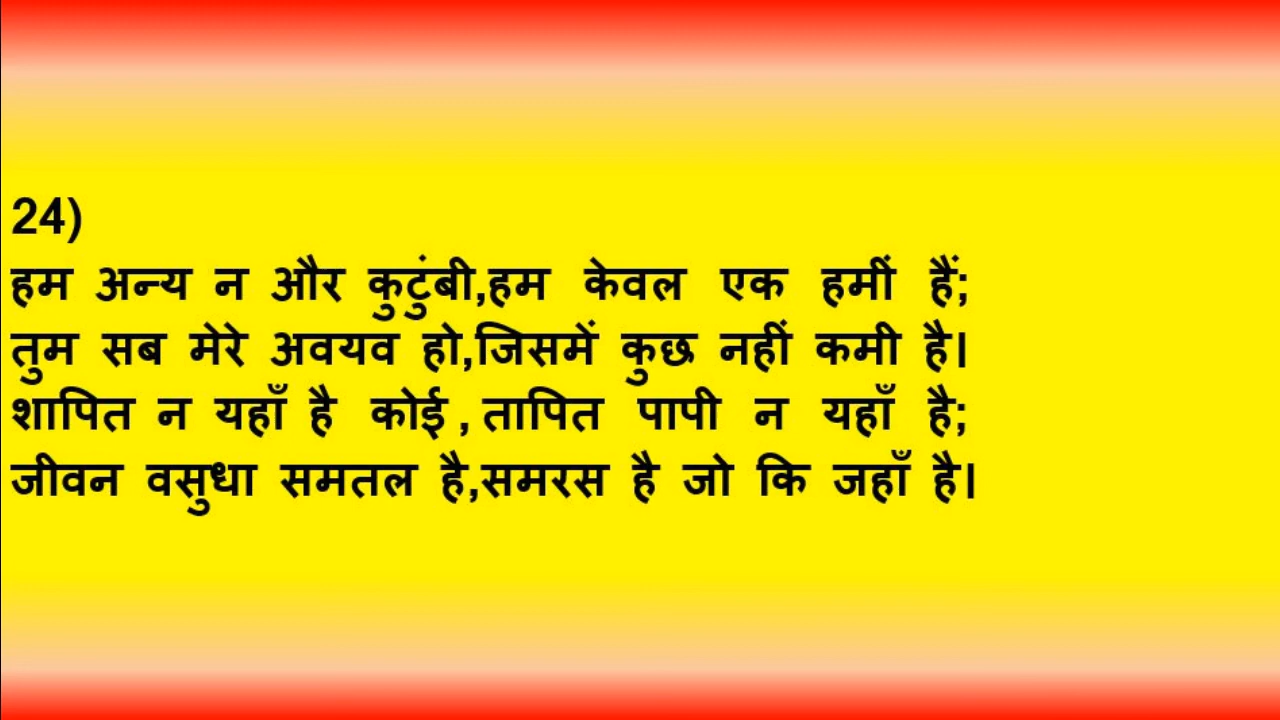 24)
हम अन्य न और कुटुंबी,हम केवल एक हमीं हैं;
तुम सब मेरे अवयव हो,जिसमें कुछ नहीं कमी है।
शापित न यहाँ है कोई , तापित पापी न यहाँ है;
जीवन वसुधा समतल है,समरस है जो कि जहाँ है।